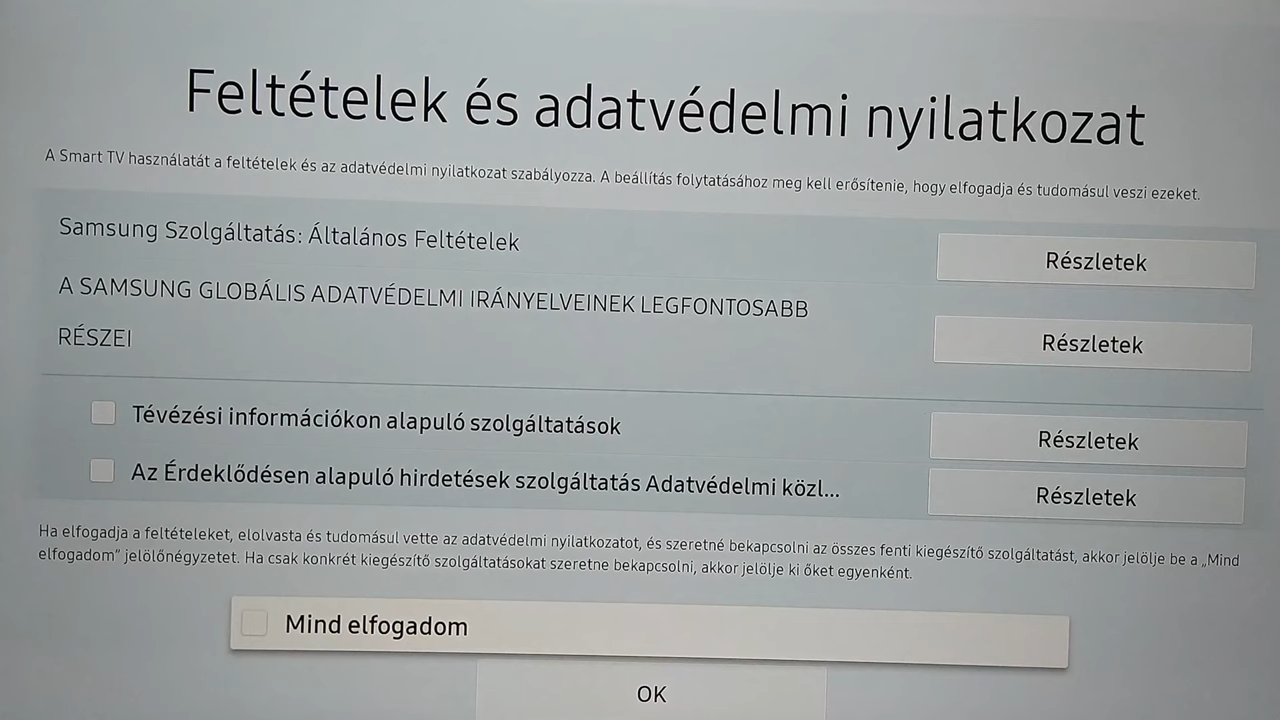 Feltételek és adatvédelmi nyilatkozat
A Smart TV használatát a feltételek és az adatvédelmi nyilatkozat szabályozza. A beállítás folytatásához meg kell erősítenie, hogy elfogadja és tudomásul veszi ezeket.
Samsung Szolgáltatás: Általános Feltételek
Részletek
A SAMSUNG GLOBÁLIS ADATVÉDELMI IRÁNYELVEINEK LEGFONTOSABB
RÉSZEI
Részletek
Tévézési információkon alapuló szolgáltatások
Részletek
Az Érdeklődésen alapuló hirdetések szolgáltatás Adatvédelmi közl...
Részletek
Ha elfogadja a feltételeket, elolvasta és tudomásul vette az adatvédelmi nyilatkozatot, és szeretné bekapcsolni az összes fenti kiegészítő szolgáltatást, akkor jelölje be a „Mind
elfogadom” jelölőnégyzetet. Ha csak konkrét kiegészítő szolgáltatásokat szeretne bekapcsolni, akkor jelölje ki őket egyenként.
Mind elfogadom
OK